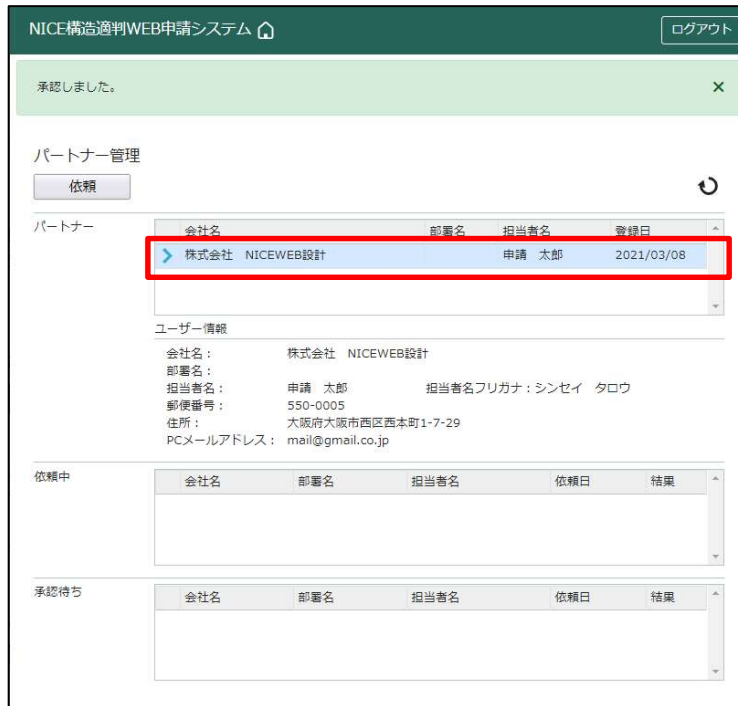 NICE構造適判WEB申請システム
ログアウト
承認しました。
×
パートナー管理
依頼
パートナー
会社名 部署名 担当者名 登録日
株式会社 NICEWEB設計 申請 太郎 2021/03/08
ユーザー情報
会社名: 株式会社 NICEWEB設計
部署名:
担当者名: 申請 太郎 担当者名フリガナ:シンセイ タロウ
郵便番号: 550-0005
住所: 大阪府大阪市西区西本町1-7-29
PCメールアドレス: mail@gmail.co.jp
依頼中
会社名 部署名 担当者名 依頼日 結果
承認待ち
会社名 部署名 担当者名 依頼日 結果